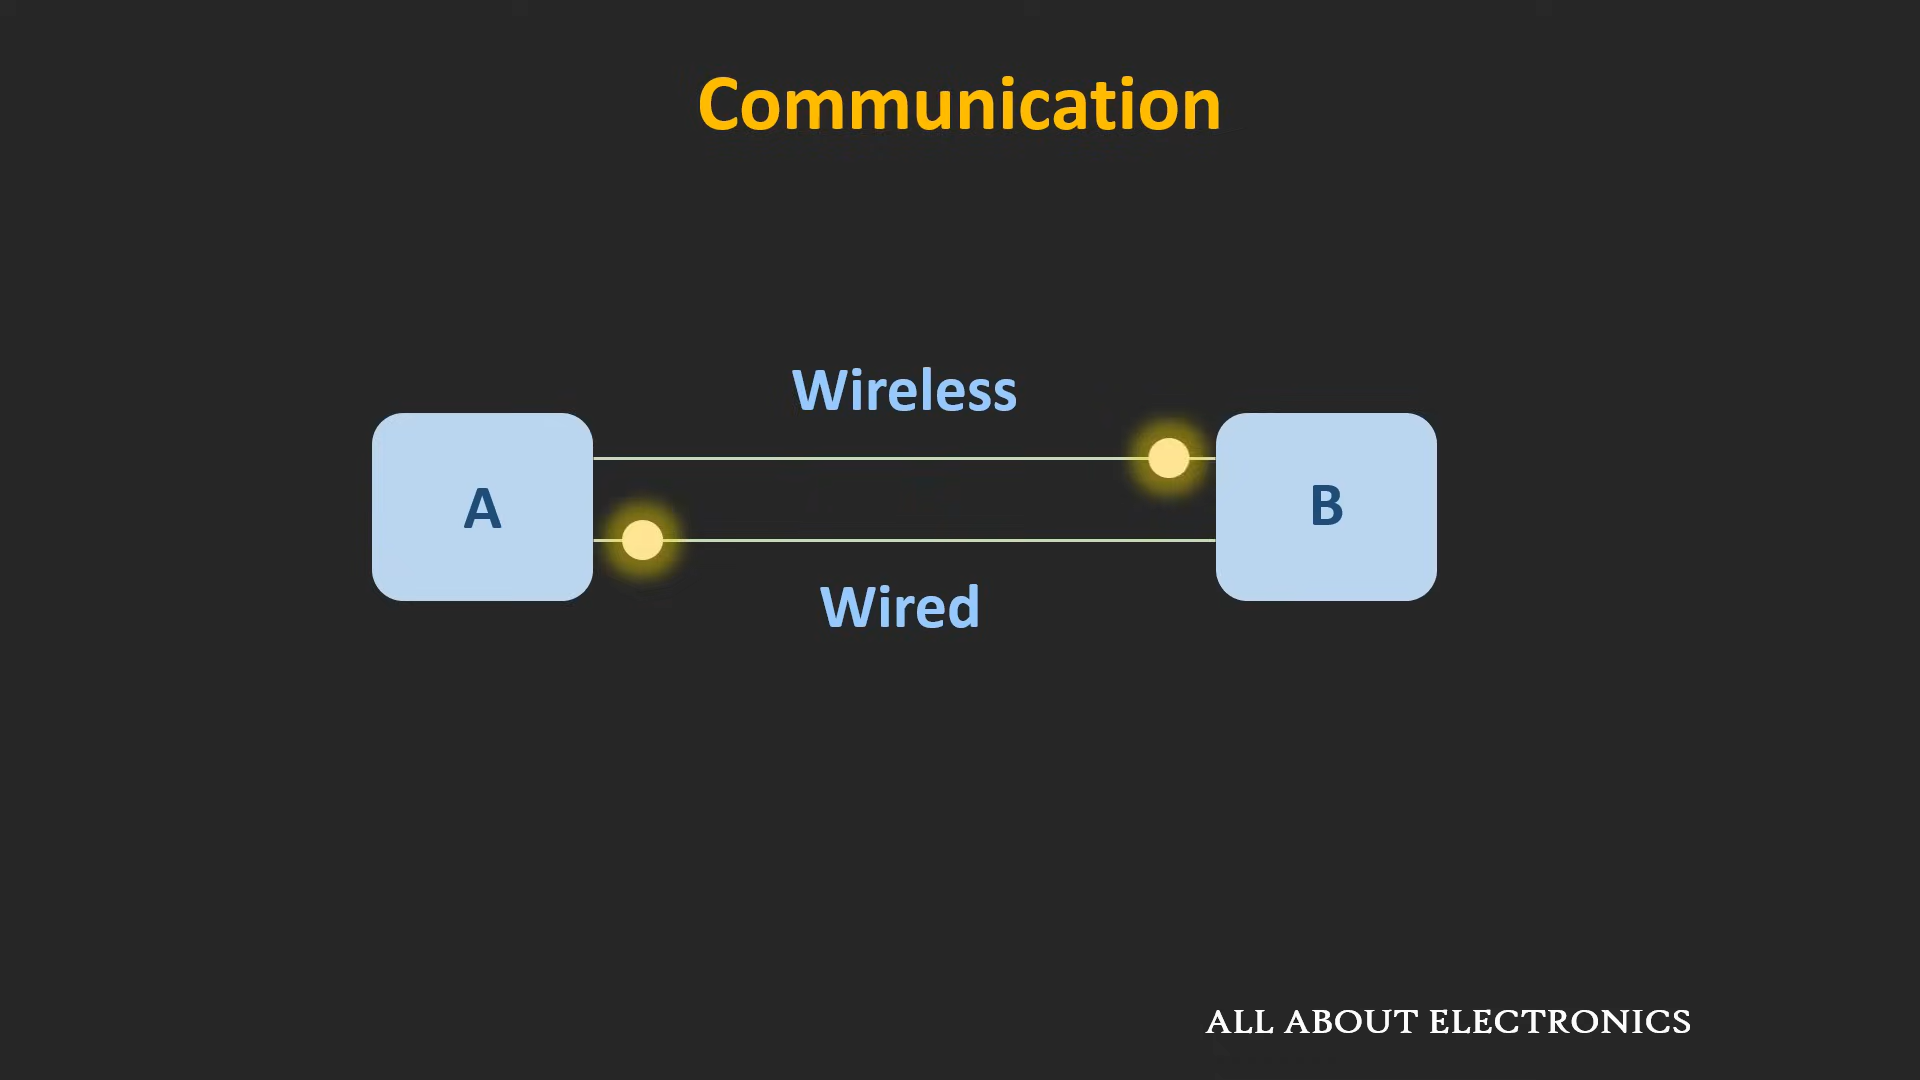 Communication
Wireless
A
B
Wired
ALL ABOUT ELECTRONICS